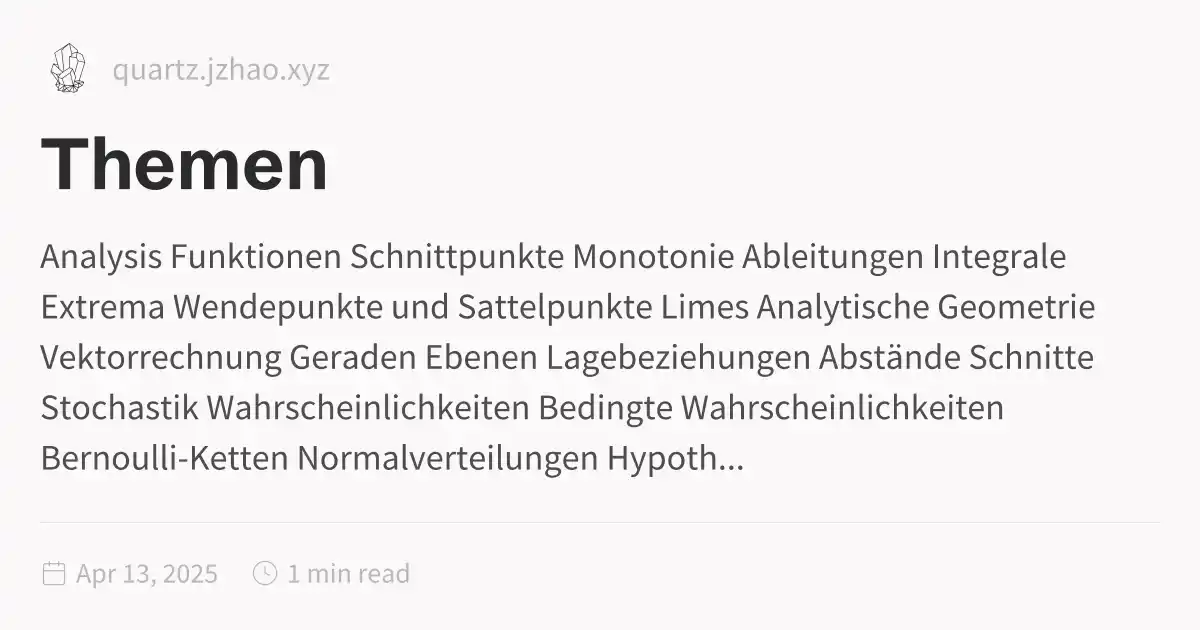 quartz.jzhao.xyz
Themen
Analysis Funktionen Schnittpunkte Monotonie Ableitungen Integrale
Extrema Wendepunkte und Sattelpunkte Limes Analytische Geometrie
Vektorrechnung Geraden Ebenen Lagebeziehungen Abstände Schnitte
Stochastik Wahrscheinlichkeiten Bedingte Wahrscheinlichkeiten
Bernoulli-Ketten Normalverteilungen Hypoth...
Apr 13, 2025 1 min read